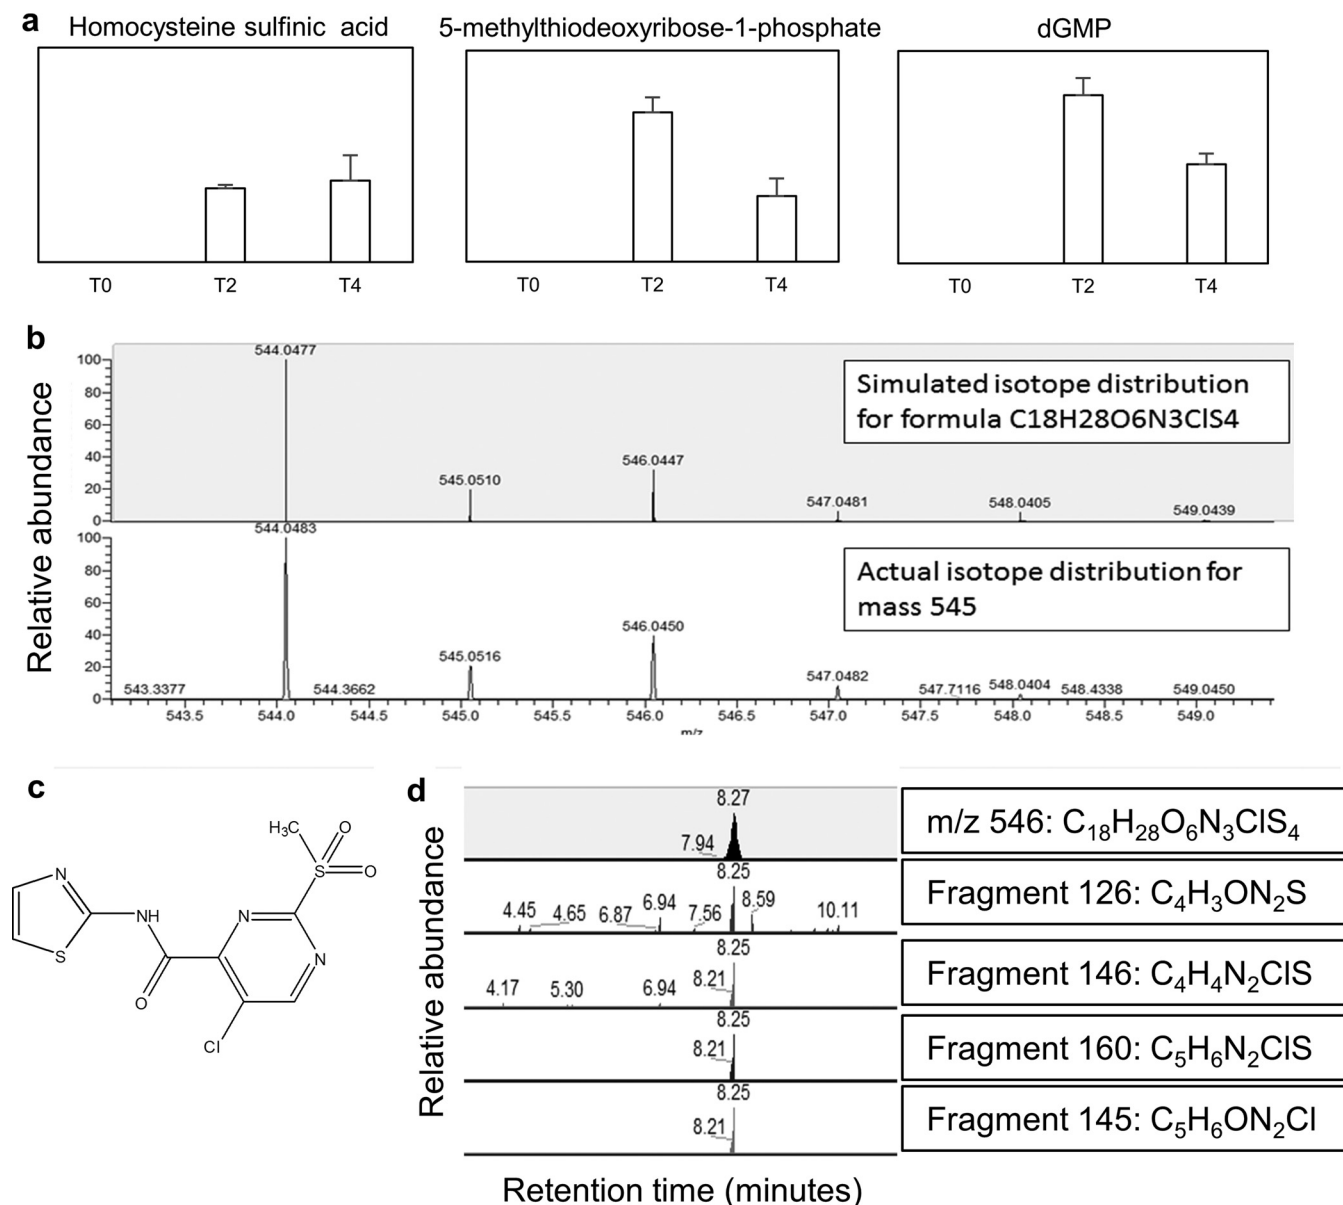 a
Homocysteine sulfinic acid
5-methylthiodeoxyribose-1-phosphate
dGMP
T0 T2 T4
T0 T2 T4
T0 T2 T4
b
Relative abundance
544.0477
100
80
60
40
20
0
545.0510
546.0447
547.0481
548.0405
549.0439
Simulated isotope distribution
for formula C18H28O6N3ClS4
544.0483
100
80
60
40
20
0
543.3377
544.3662
545.0516
546.0450
547.0482
547.7116
548.0404
548.4338
549.0450
Actual isotope distribution for
mass 545
543.5 544.0 544.5 545.0 545.5 546.0 546.5 547.0 547.5 548.0 548.5 549.0
m/z
c
H₃C
O
S
O
N
NH
N
N
S
O
Cl
d
Relative abundance
8.27
7.94
m/z 546: C₁₈H₂₈O₆N₃ClS₄
8.25
4.45 4.65 6.87 6.94 7.56 8.59 10.11
Fragment 126: C₄H₃ON₂S
8.25
4.17 5.30 6.94 8.21
Fragment 146: C₄H₄N₂ClS
8.25
8.21
Fragment 160: C₅H₆N₂ClS
8.25
8.21
Fragment 145: C₅H₆ON₂Cl
Retention time (minutes)